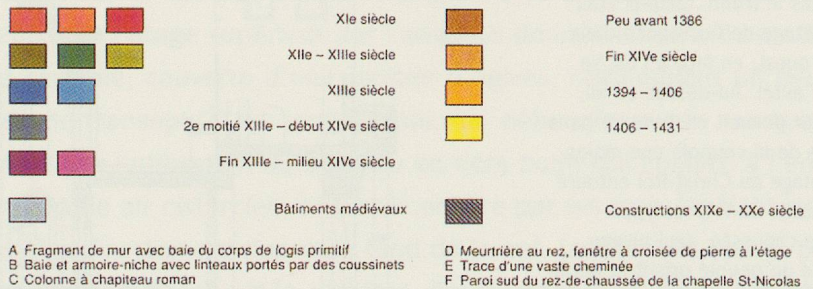 XIe siècle
XIIe – XIIIe siècle
XIIIe siècle
2e moitié XIIIe – début XIVe siècle
Fin XIIIe – milieu XIVe siècle
Bâtiments médiévaux
A Fragment de mur avec baie du corps de logis primitif
B Baie et armoire-niche avec linteaux portés par des coussinets
C Colonne à chapiteau roman
Peu avant 1386
Fin XIVe siècle
1394 – 1406
1406 – 1431
Constructions XIXe – XXe siècle
D Meurtrière au rez, fenêtre à croisée de pierre à l'étage
E Trace d'une vaste cheminée
F Paroi sud du rez-de-chaussée de la chapelle St-Nicolas